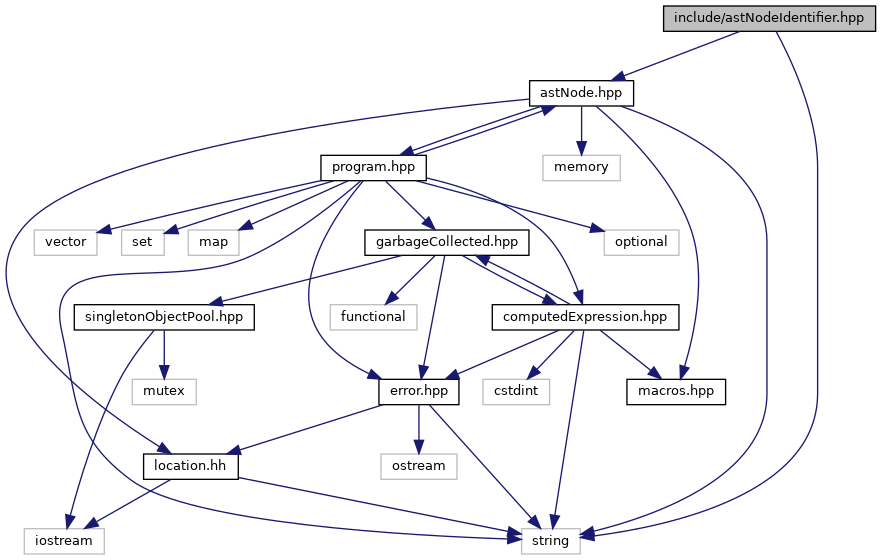 include/astNodeIdentifier.hpp
astNode.hpp
program.hpp
memory
vector
set
map
garbageCollected.hpp
optional
singletonObjectPool.hpp
functional
computedExpression.hpp
mutex
error.hpp
cstdint
macros.hpp
location.hh
ostream
iostream
string